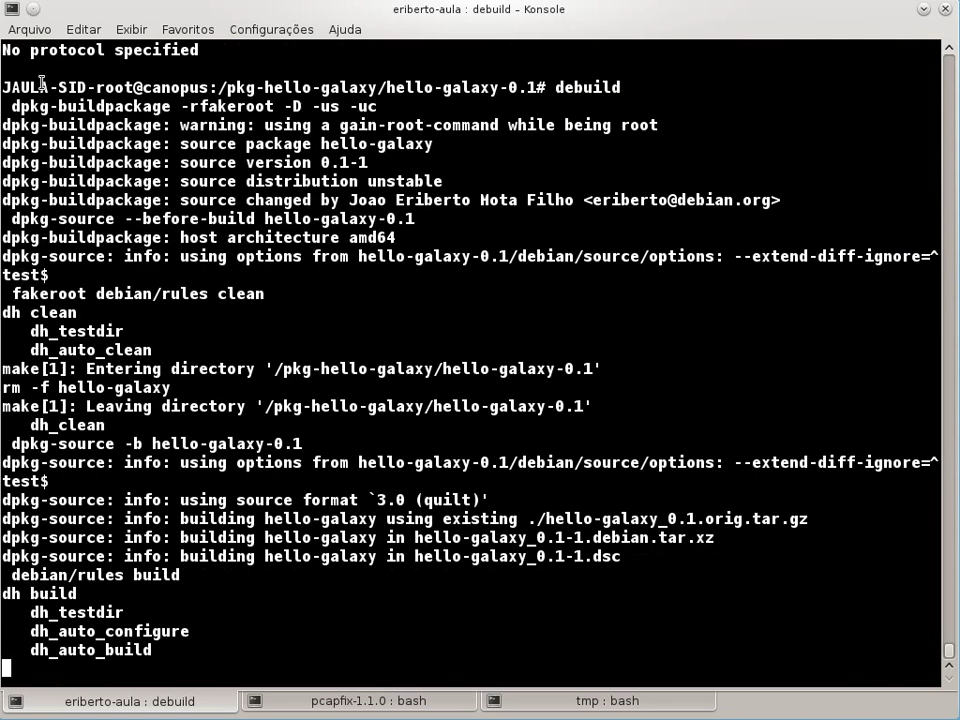 eriberto-aula : debuild – Konsole
Arquivo Editar Exibir Favoritos Configurações Ajuda
No protocol specified
JAULA-SID-root@canopus:/pkg-hello-galaxy/hello-galaxy-0.1# debuild
 dpkg-buildpackage -rfakeroot -D -us -uc
dpkg-buildpackage: warning: using a gain-root-command while being root
dpkg-buildpackage: source package hello-galaxy
dpkg-buildpackage: source version 0.1-1
dpkg-buildpackage: source distribution unstable
dpkg-buildpackage: source changed by Joao Eriberto Hota Filho <eriberto@debian.org>
 dpkg-source --before-build hello-galaxy-0.1
dpkg-buildpackage: host architecture amd64
dpkg-source: info: using options from hello-galaxy-0.1/debian/source/options: --extend-diff-ignore=^
test$
 fakeroot debian/rules clean
dh clean
   dh_testdir
   dh_auto_clean
make[1]: Entering directory '/pkg-hello-galaxy/hello-galaxy-0.1'
rm -f hello-galaxy
make[1]: Leaving directory '/pkg-hello-galaxy/hello-galaxy-0.1'
   dh_clean
 dpkg-source -b hello-galaxy-0.1
dpkg-source: info: using options from hello-galaxy-0.1/debian/source/options: --extend-diff-ignore=^
test$
dpkg-source: info: using source format `3.0 (quilt)'
dpkg-source: info: building hello-galaxy using existing ./hello-galaxy_0.1.orig.tar.gz
dpkg-source: info: building hello-galaxy in hello-galaxy_0.1-1.debian.tar.xz
dpkg-source: info: building hello-galaxy in hello-galaxy_0.1-1.dsc
 debian/rules build
dh build
   dh_testdir
   dh_auto_configure
   dh_auto_build
eriberto-aula : debuild pcapfix-1.1.0 : bash tmp : bash